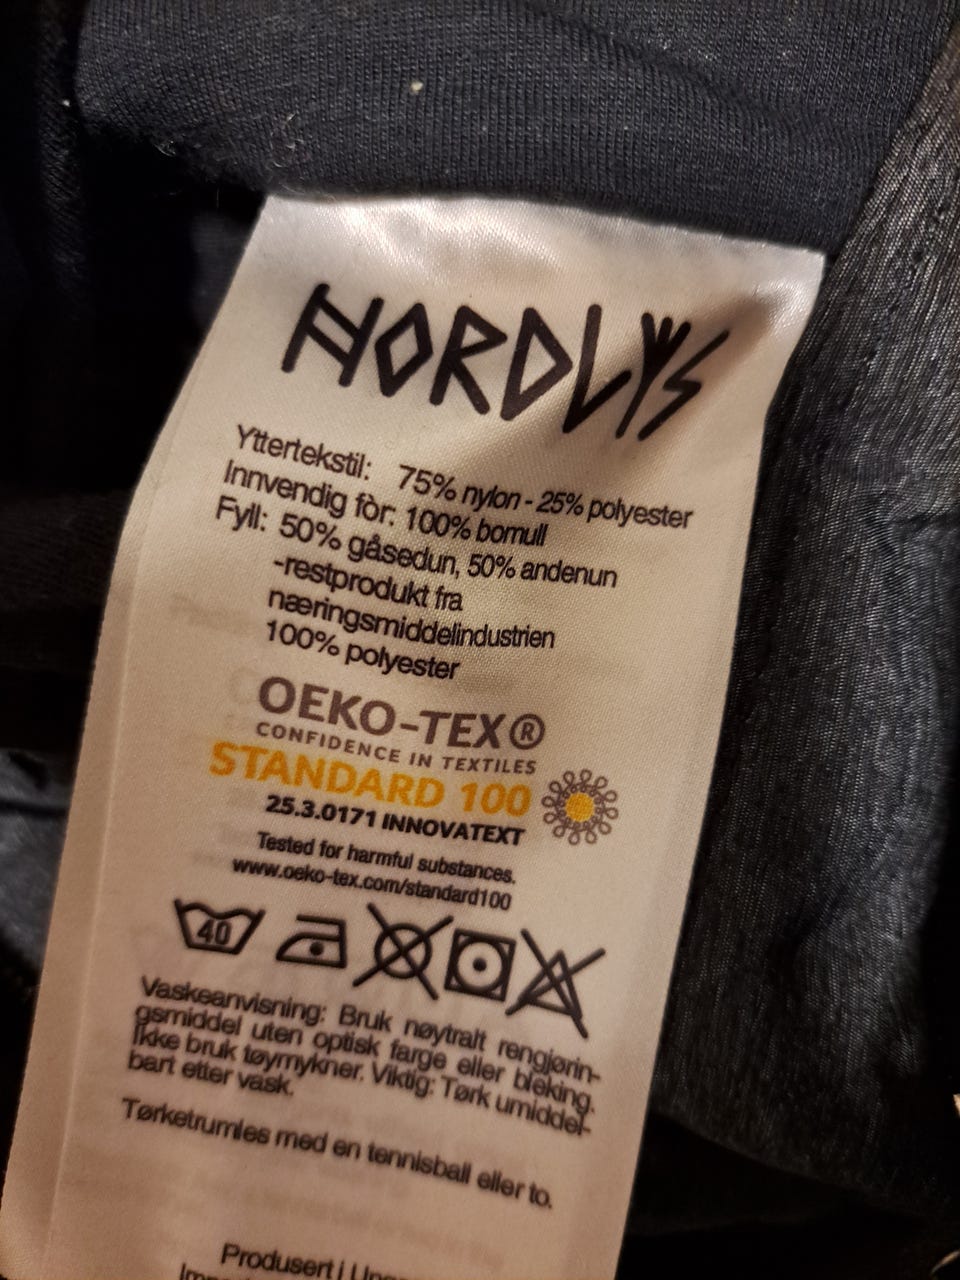 NORDLYS
Yttertekstil: 75% nylon - 25% polyester
Innvendig fòr: 100% bomull
Fyll: 50% gåsedun, 50% andenun
-restprodukt fra
næringsmiddelindustrien
100% polyester
OEKO-TEX®
CONFIDENCE IN TEXTILES
STANDARD 100
25.3.0171 INNOVATEXT
Tested for harmful substances.
www.oeko-tex.com/standard100
40
Vaskeanvisning: Bruk nøytralt rengjørin-
gsmiddel uten optisk farge eller bleking.
Ikke bruk tøymykner. Viktig: Tørk umiddel-
bart etter vask.
Tørketrumles med en tennisball eller to.
Produsert i